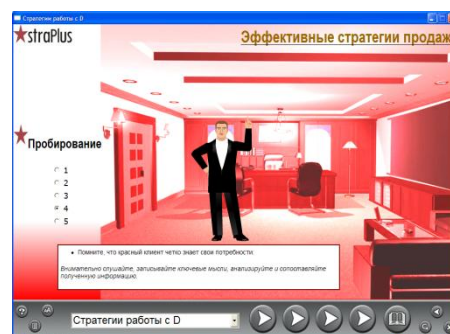 Стратегии работы с D
straPlus
Эффективные стратегии продаж
Пробирование
1
2
3
4
5
Помните, что красный клиент четко знает свои потребности.
Внимательно слушайте, записывайте ключевые мысли, анализируйте и сопоставляйте
полученную информацию.
Стратегии работы с D